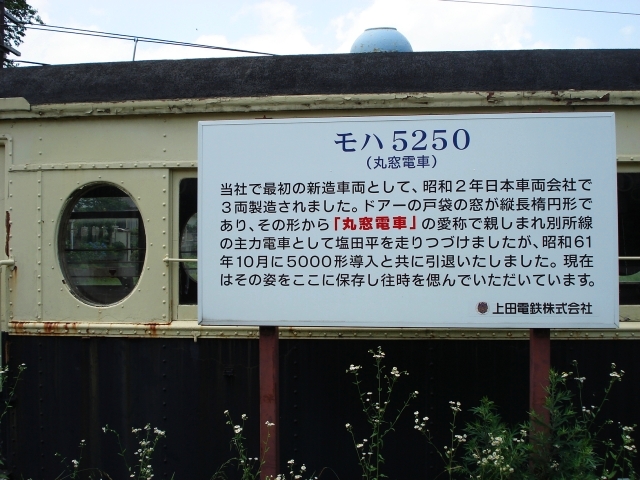 モハ5250
（丸窓電車）
当社で最初の新造車両として、昭和２年日本車両会社で
３両製造されました。ドアーの戸袋の窓が縦長楕円形で
あり、その形から「丸窓電車」の愛称で親しまれ別所線
の主力電車として塩田平を走りつづけましたが、昭和61
年10月に5000形導入と共に引退いたしました。現在
はその姿をここに保存し往時を偲んでいただいています。
上田電鉄株式会社